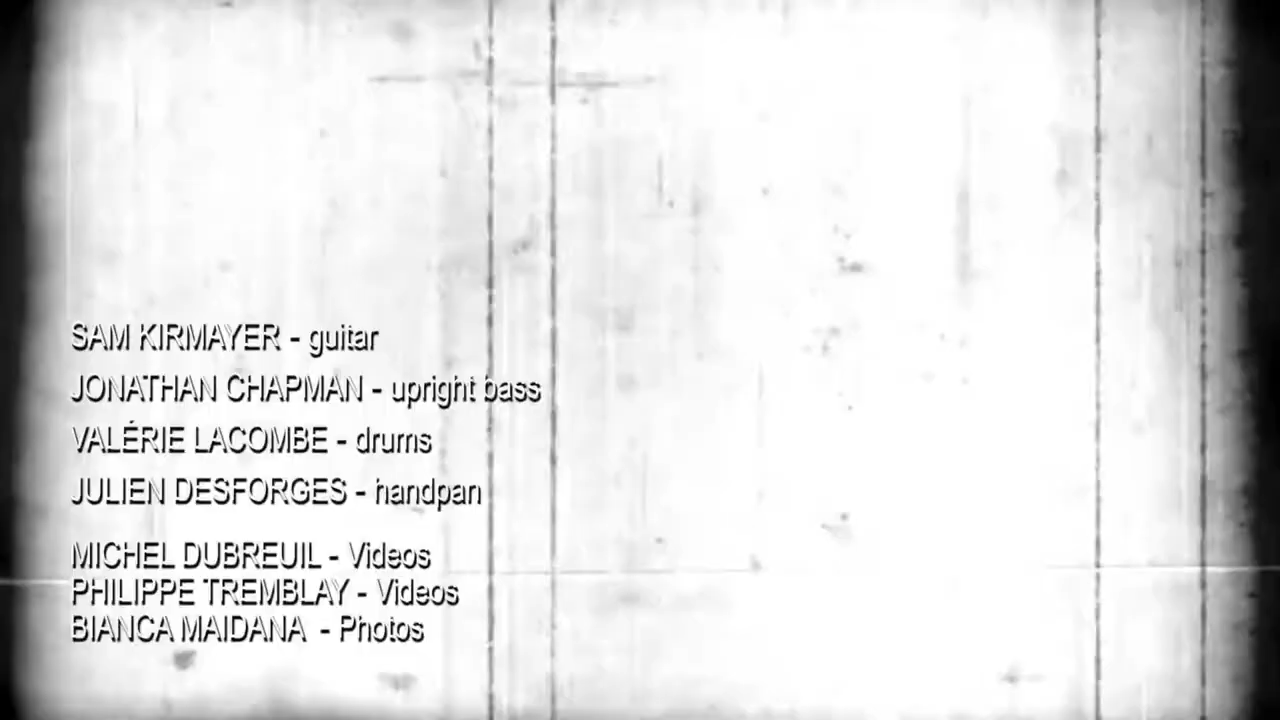 SAM KIRMAYER - guitar
JONATHAN CHAPMAN - upright bass
VALÉRIE LACOMBE - drums
JULIEN DESFORGES - handpan
MICHEL DUBREUIL - Videos
PHILIPPE TREMBLAY - Videos
BIANCA MAIDANA - Photos